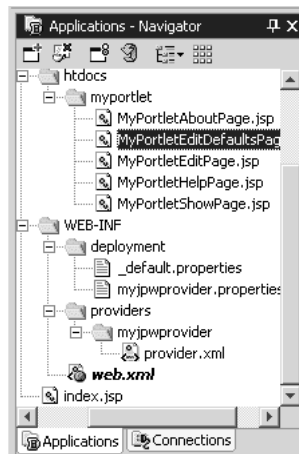 Applications - Navigator
htdocs
myportlet
MyPortletAboutPage.jsp
MyPortletEditDefaultsPag
MyPortletEditPage.jsp
MyPortletHelpPage.jsp
MyPortletShowPage.jsp
WEB-INF
deployment
_default.properties
myjpwprovider.properties
providers
myjpwprovider
provider.xml
web.xml
index.jsp
Applications Connections